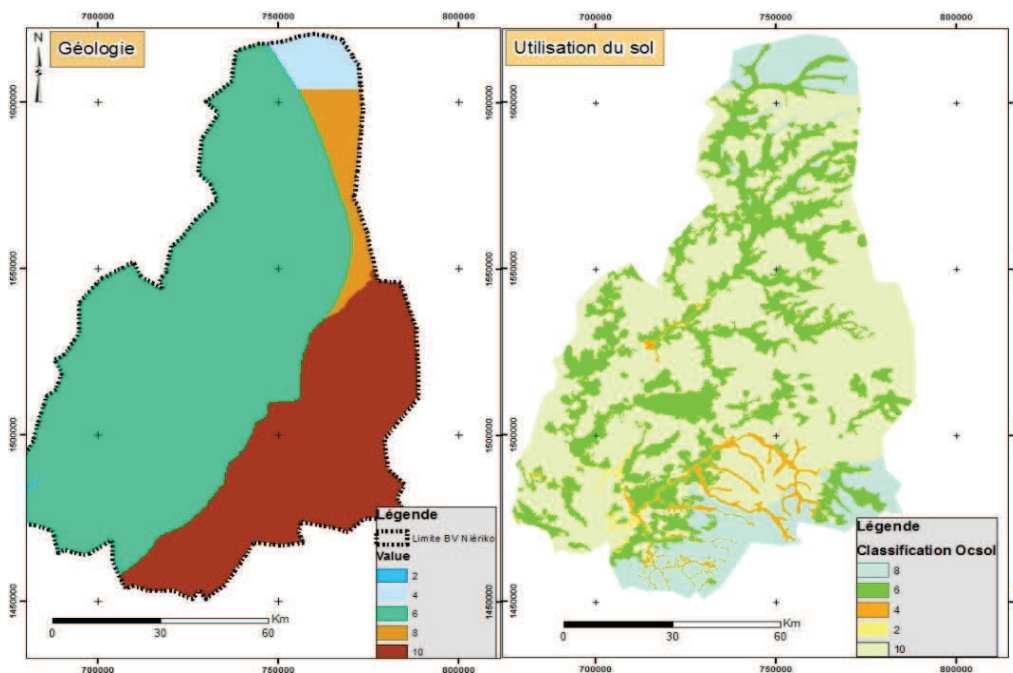 700000 750000 800000
N
Géologie
1600000
1550000
1500000
1450000
Légende
Limite BV Niériko
Value
2
4
6
8
10
0 30 60 Km
700000 750000 800000
700000 750000 800000
Utilisation du sol
1600000
1550000
1500000
1450000
Légende
Classification Ocsol
8
6
4
2
10
0 30 60 Km
700000 750000 800000